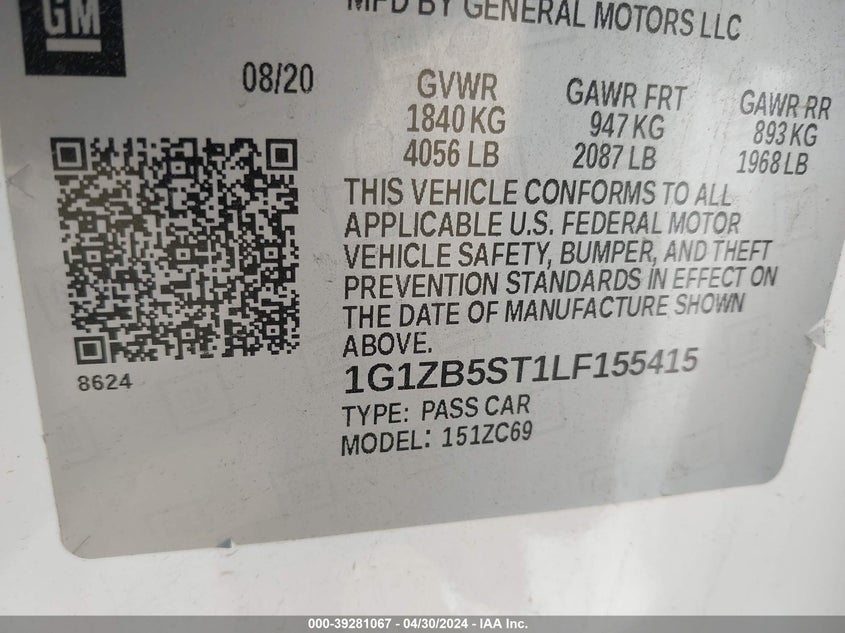 GM
MFD BY GENERAL MOTORS LLC
08/20
GVWR
1840 KG
4056 LB
GAWR FRT
947 KG
2087 LB
GAWR RR
893 KG
1968 LB
THIS VEHICLE CONFORMS TO ALL
APPLICABLE U.S. FEDERAL MOTOR
VEHICLE SAFETY, BUMPER, AND THEFT
PREVENTION STANDARDS IN EFFECT ON
THE DATE OF MANUFACTURE SHOWN
ABOVE.
8624
1G1ZB5ST1LF155415
TYPE: PASS CAR
MODEL: 151ZC69
000-39281067 - 04/30/2024 - IAA Inc.